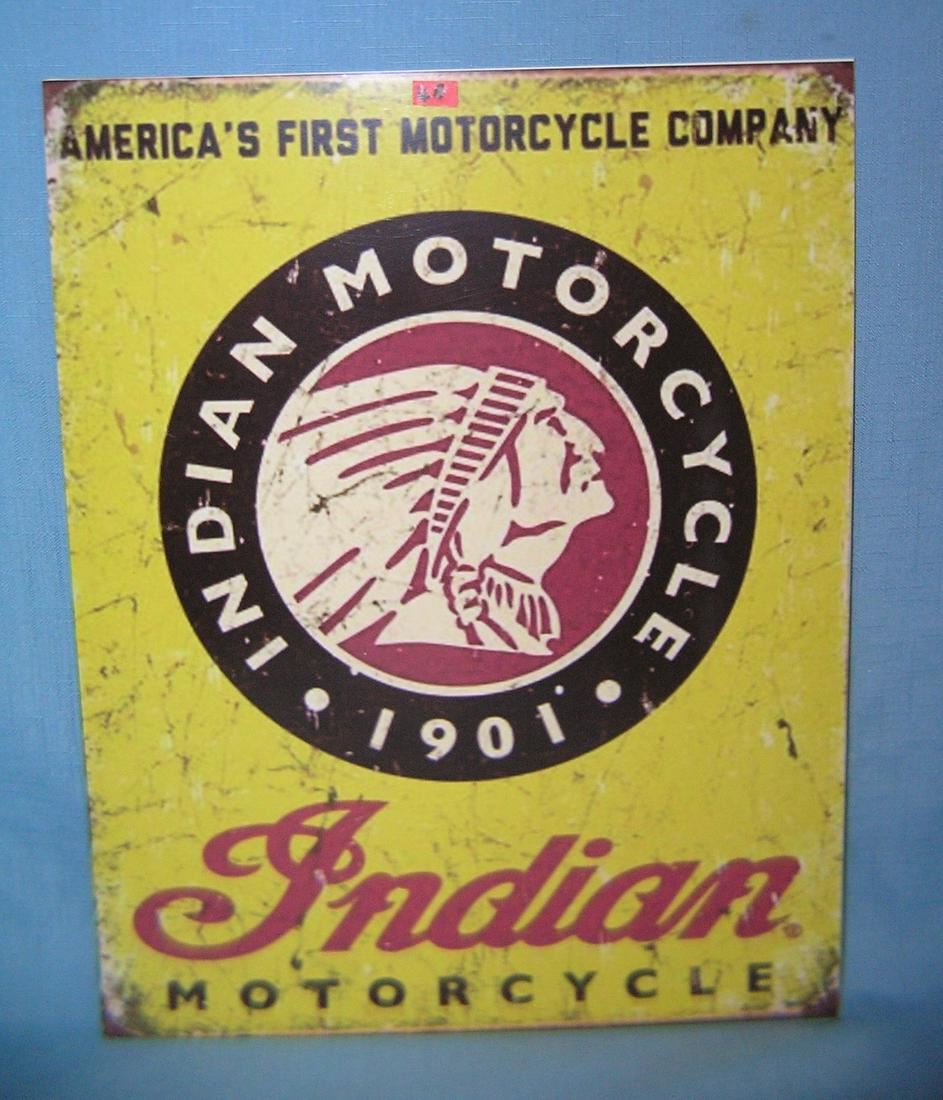 AMERICA'S FIRST MOTORCYCLE COMPANY
INDIAN MOTORCYCLE
• 1901 •
Indian®
MOTORCYCLE